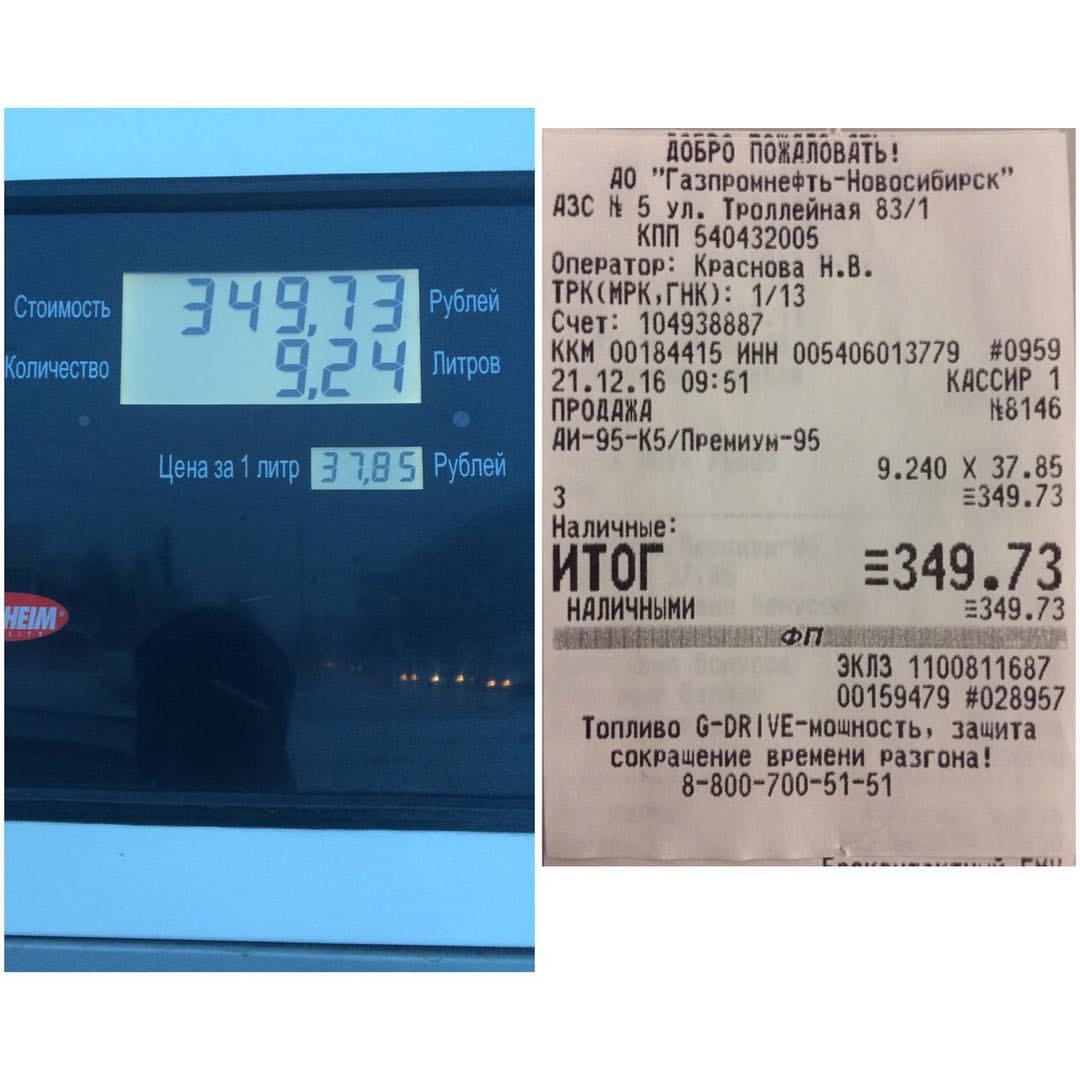 Стоимость 349,73 Рублей
Количество 9,24 Литров
Цена за 1 литр 37,85 Рублей
HEIM
ДОБРО ПОЖАЛОВАТЬ!
АО "Газпромнефть-Новосибирск"
АЗС № 5 ул. Троллейная 83/1
КПП 540432005
Оператор: Краснова Н.В.
ТРК(МРК,ГНК): 1/13
Счет: 104938887
ККМ 00184415 ИНН 005406013779 #0959
21.12.16 09:51 КАССИР 1
ПРОДАЖА №8146
АИ-95-К5/Премиум-95
9.240 X 37.85
3 ≡349.73
Наличные:
ИТОГ ≡349.73
НАЛИЧНЫМИ ≡349.73
ФП
ЭКЛЗ 1100811687
00159479 #028957
Топливо G-DRIVE-мощность, защита
сокращение времени разгона!
8-800-700-51-51